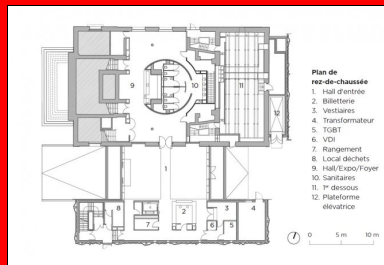 Plan de
rez-de-chaussée
1. Hall d'entrée
2. Billetterie
3. Vestiaires
4. Transformateur
5. TGBT
6. VDI
7. Rangement
8. Local déchets
9. Hall/Expo/Foyer
10. Sanitaires
11. 1er dessous
12. Plateforme
élévatrice
9
10
11
12
1
8
7
2
6
3
5
4
0 5 m 10 m